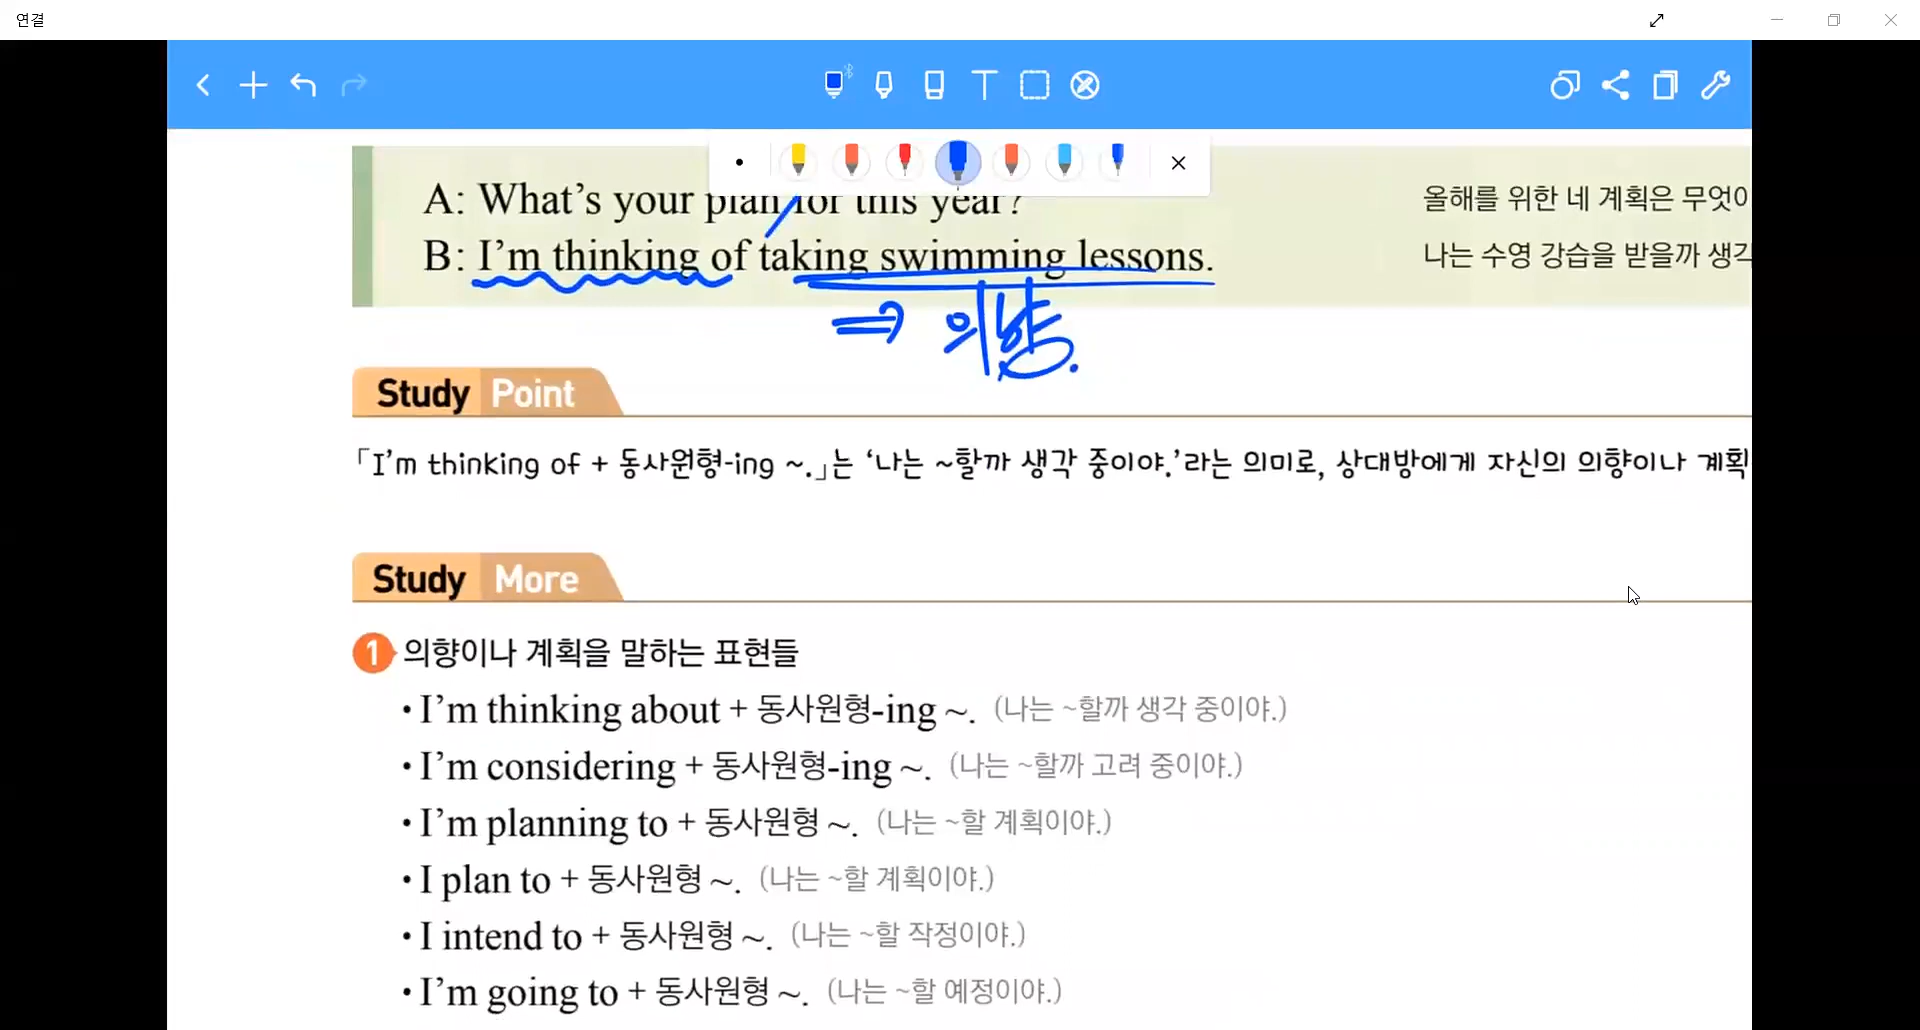 연결
A: What's your plan for this year?
올해를 위한 네 계획은 무엇이
B: I'm thinking of taking swimming lessons.
나는 수영 강습을 받을까 생각
⇒ 의향.
Study Point
「I'm thinking of + 동사원형-ing ~.」는 '나는 ~할까 생각 중이야.'라는 의미로, 상대방에게 자신의 의향이나 계획
Study More
1 의향이나 계획을 말하는 표현들
• I'm thinking about + 동사원형-ing ~. (나는 ~할까 생각 중이야.)
• I'm considering + 동사원형-ing ~. (나는 ~할까 고려 중이야.)
• I'm planning to + 동사원형 ~. (나는 ~할 계획이야.)
• I plan to + 동사원형 ~. (나는 ~할 계획이야.)
• I intend to + 동사원형 ~. (나는 ~할 작정이야.)
• I'm going to + 동사원형 ~. (나는 ~할 예정이야.)